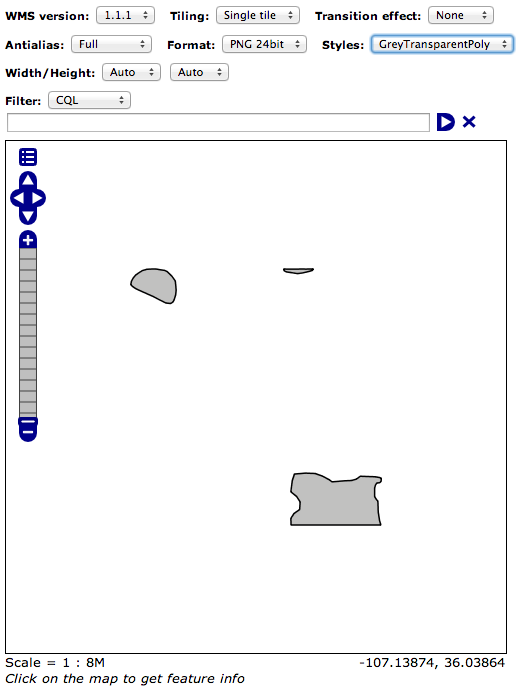 WMS version: 1.1.1 Tiling: Single tile Transition effect: None
Antialias: Full Format: PNG 24bit Styles: GreyTransparentPoly
Width/Height: Auto Auto
Filter: CQL
Scale = 1 : 8M -107.13874, 36.03864
Click on the map to get feature info